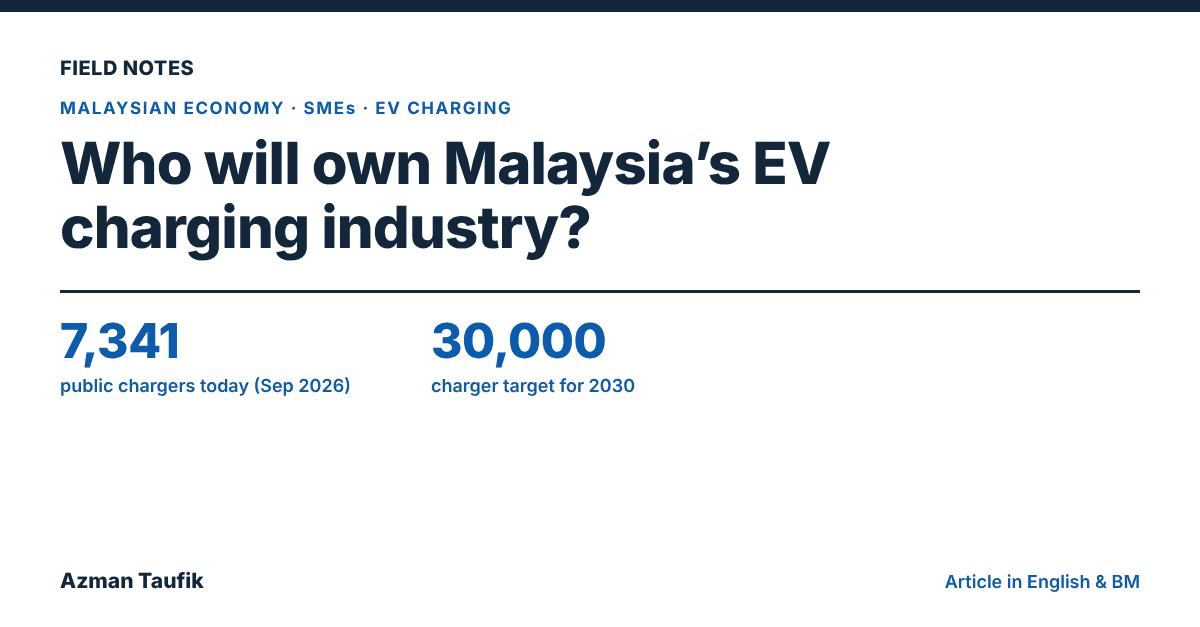 FIELD NOTES
MALAYSIAN ECONOMY · SMEs · EV CHARGING
Who will own Malaysia’s EV
charging industry?
7,341
public chargers today (Sep 2026)
30,000
charger target for 2030
Azman Taufik
Article in English & BM